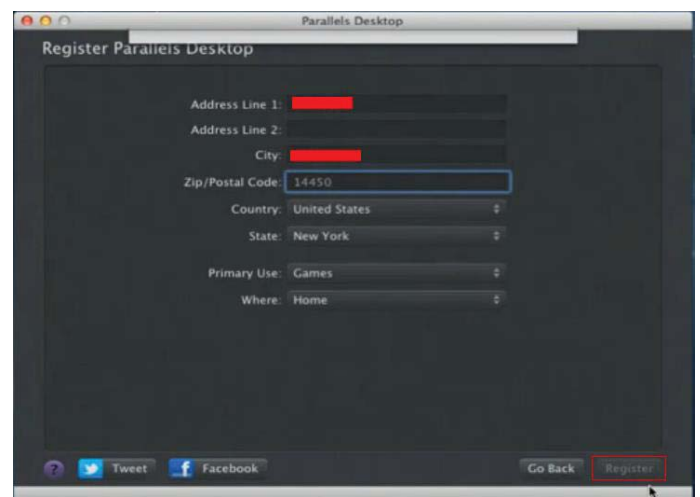 Parallels Desktop
Register Parallels Desktop
Address Line 1:
Address Line 2:
City:
Zip/Postal Code: 14450
Country: United States
State: New York
Primary Use: Games
Where: Home
? Tweet f Facebook Go Back Register